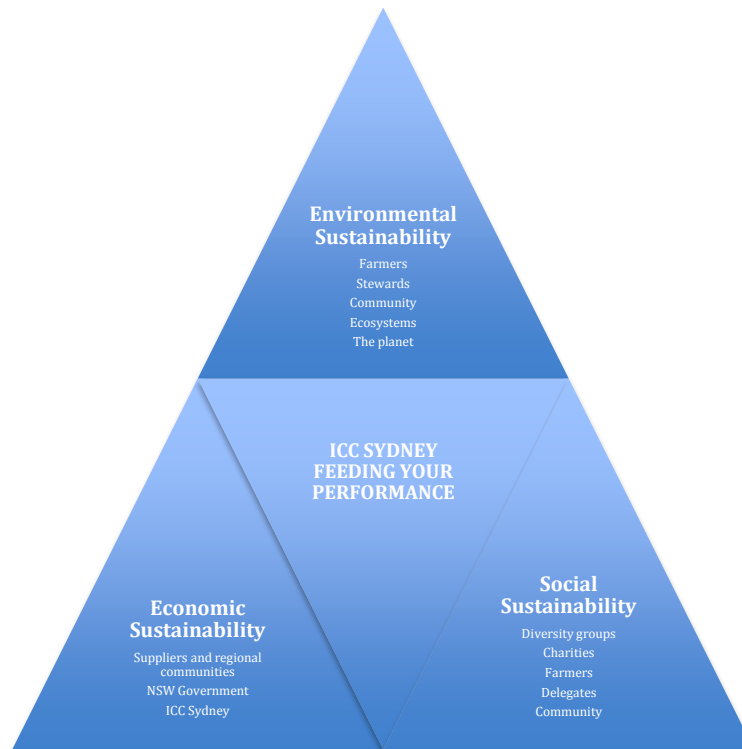 Environmental
Sustainability
Farmers
Stewards
Community
Ecosystems
The planet
ICC SYDNEY
FEEDING YOUR
PERFORMANCE
Economic
Sustainability
Suppliers and regional
communities
NSW Government
ICC Sydney
Social
Sustainability
Diversity groups
Charities
Farmers
Delegates
Community